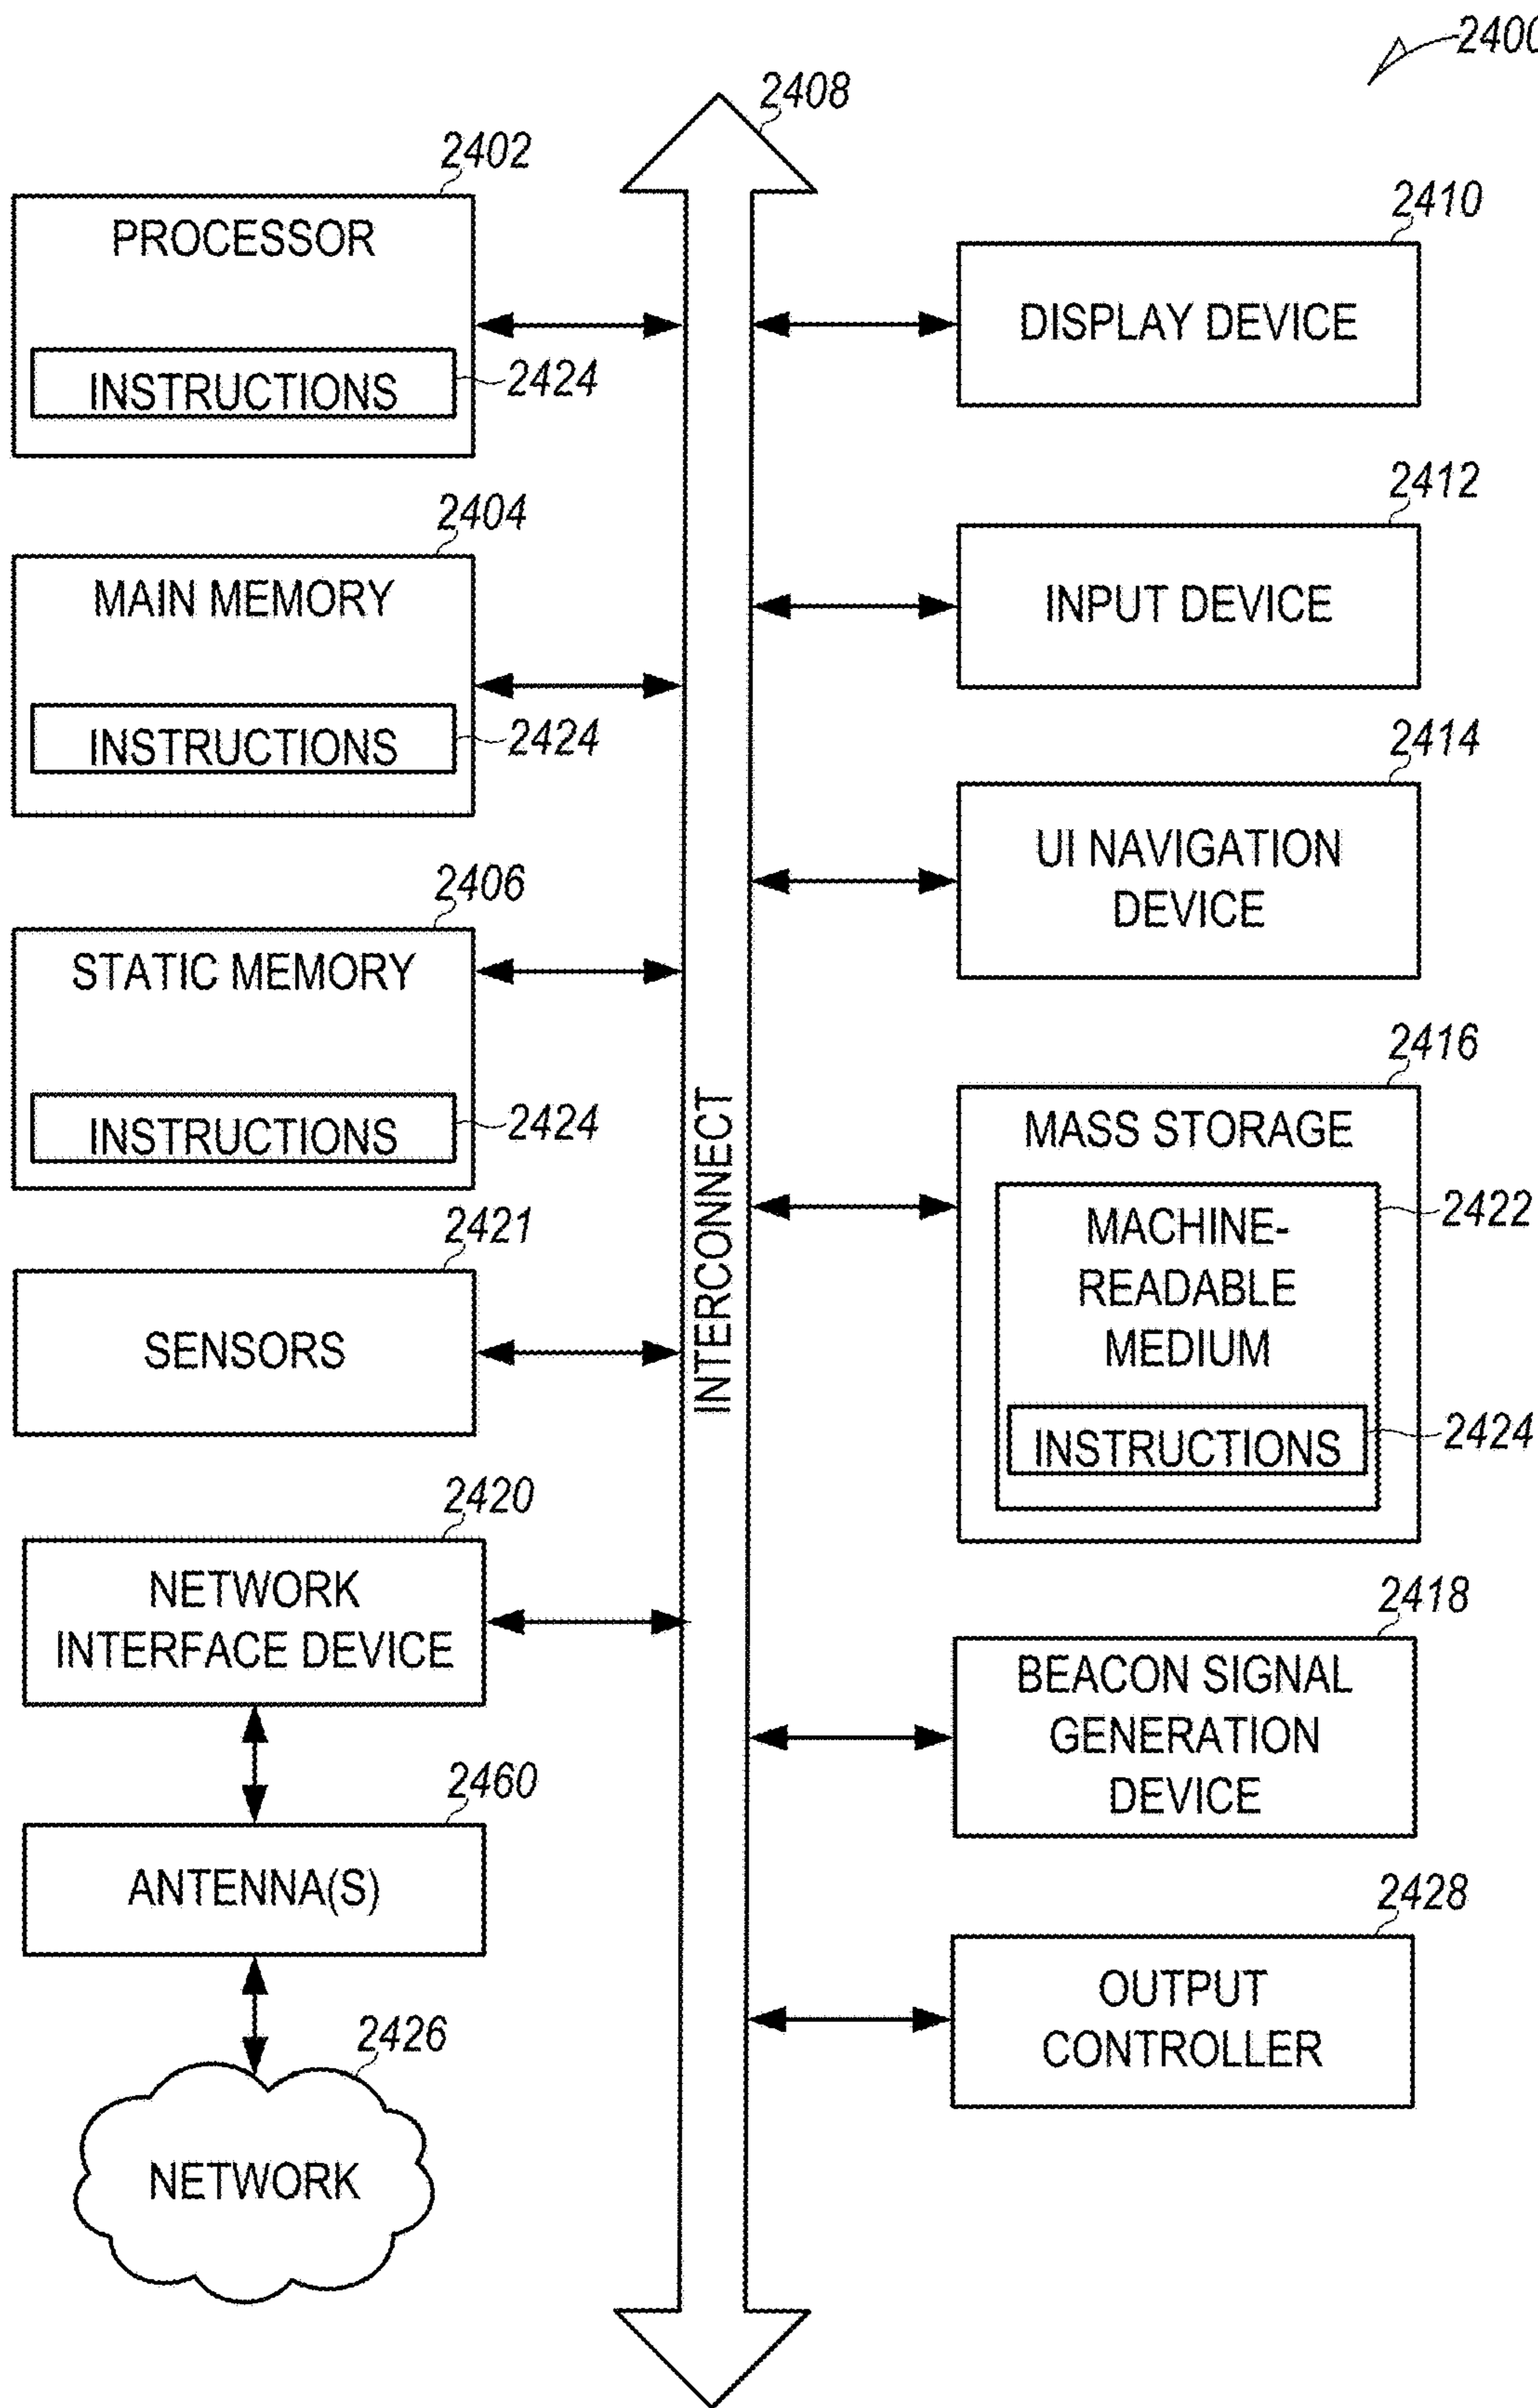 2400
2408
2402
PROCESSOR
INSTRUCTIONS
2424
2404
MAIN MEMORY
INSTRUCTIONS
2424
2406
STATIC MEMORY
INSTRUCTIONS
2424
2421
SENSORS
2420
NETWORK
INTERFACE DEVICE
2460
ANTENNA(S)
2426
NETWORK
INTERCONNECT
2410
DISPLAY DEVICE
2412
INPUT DEVICE
2414
UI NAVIGATION
DEVICE
2416
MASS STORAGE
MACHINE-
READABLE
MEDIUM
2422
INSTRUCTIONS
2424
2418
BEACON SIGNAL
GENERATION
DEVICE
2428
OUTPUT
CONTROLLER